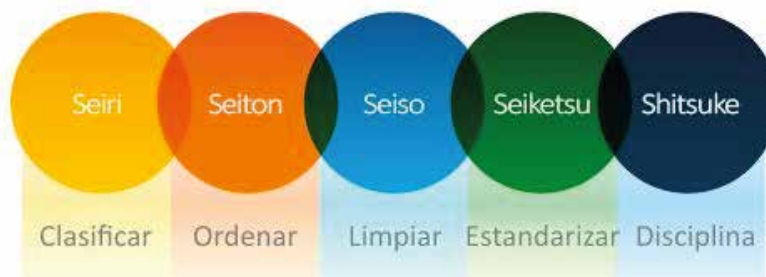 Seiri Seiton Seiso Seiketsu Shitsuke
Clasificar Ordenar Limpiar Estandarizar Disciplina